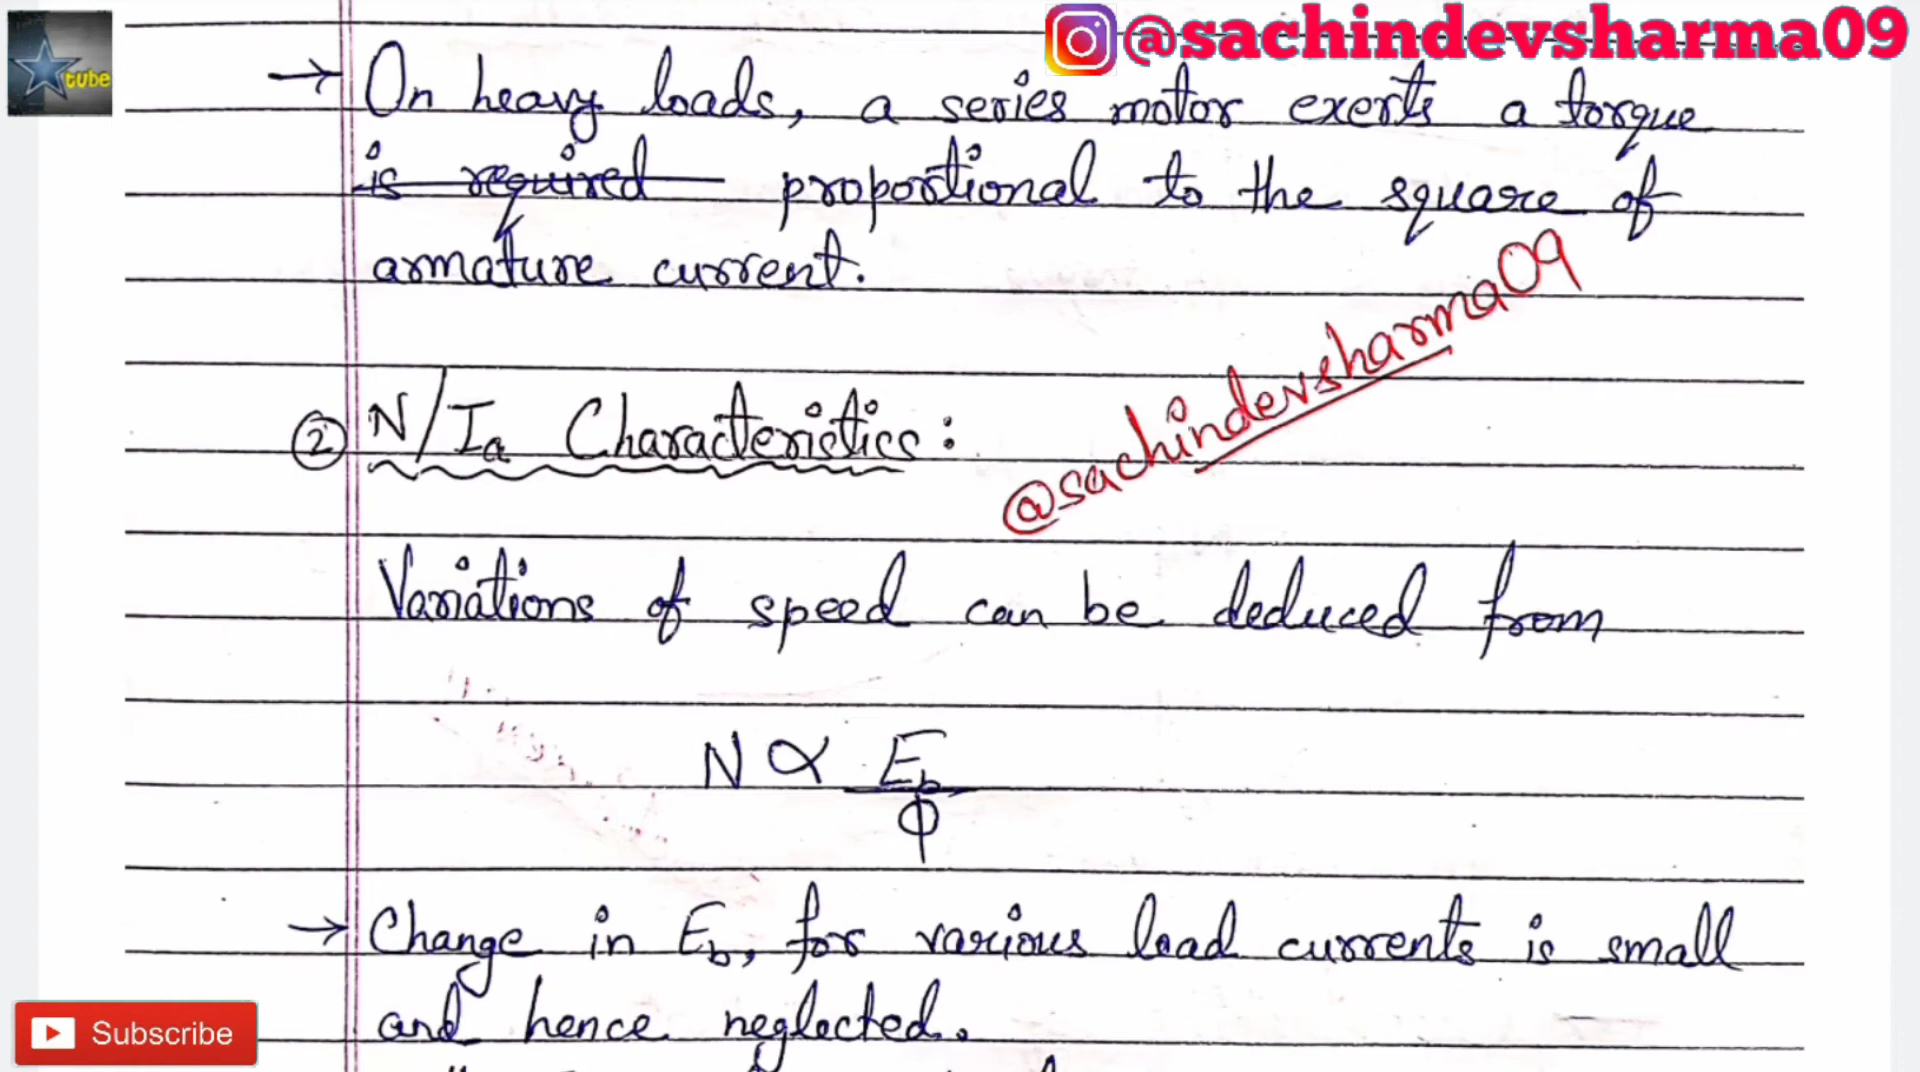 tube
@sachindevsharma09
→ On heavy loads, a series motor exerts a torque
is required proportional to the square of
armature current.
@sachindevsharma09
② N/Ia Characteristics:
Variations of speed can be deduced from
N ∝ Eb
Φ
→ Change in Eb, for various load currents is small
and hence neglected.
Subscribe